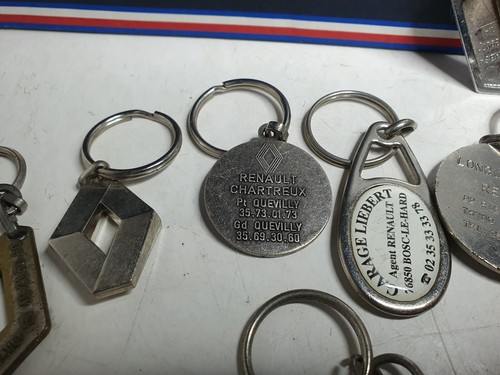 RENAULT
CHARTREUX
Pt QUEVILLY
35.73.01.73
Gd QUEVILLY
35.69.30.60
GARAGE LIEBERT
Agent RENAULT
76850 BOSC-LE-HARD
☎ 02 35 33 33 78